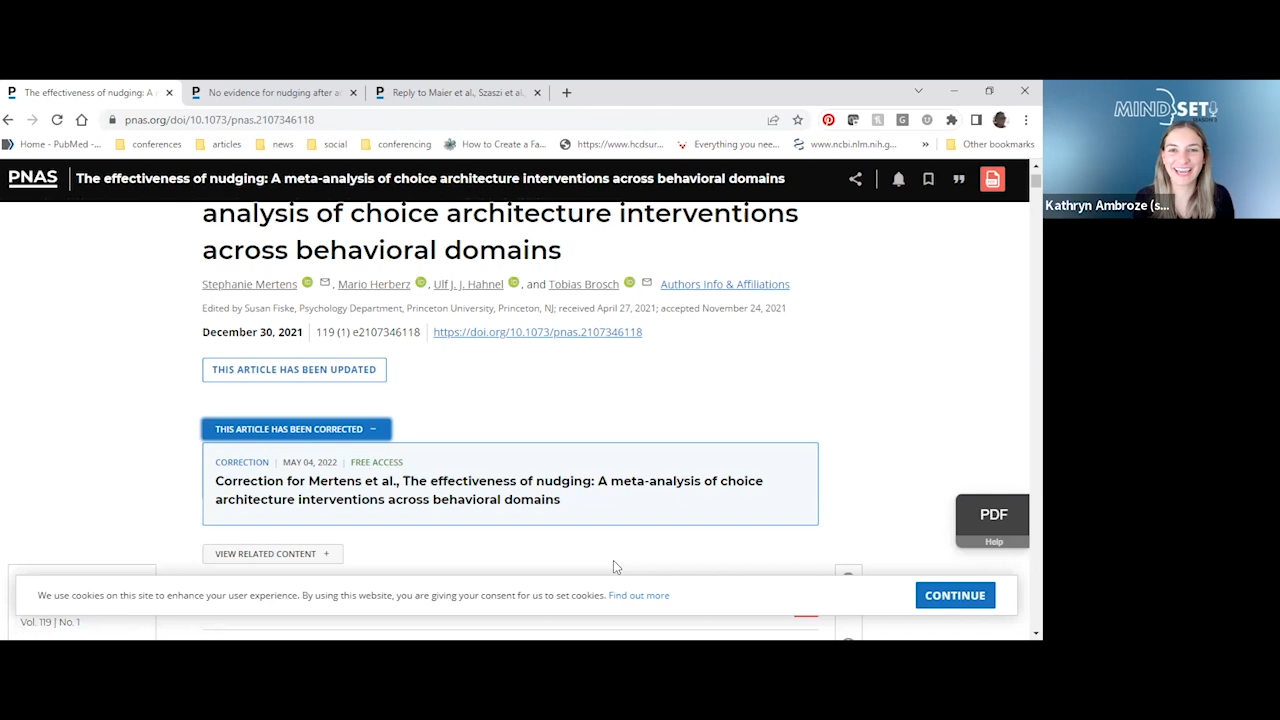 The effectiveness of nudging: A
No evidence for nudging after a
Reply to Maier et al., Szaszi et al.,
pnas.org/doi/10.1073/pnas.2107346118
Home - PubMed -...
conferences
articles
news
social
conferencing
How to Create a Fa...
https://www.hcdsur...
Everything you nee...
www.ncbi.nlm.nih.g...
»
Other bookmarks
PNAS
The effectiveness of nudging: A meta-analysis of choice architecture interventions across behavioral domains
MINDSET
Kathryn Ambroze (s...
analysis of choice architecture interventions
across behavioral domains
Stephanie Mertens, Mario Herberz, Ulf J. J. Hahnel, and Tobias Brosch Authors Info & Affiliations
Edited by Susan Fiske, Psychology Department, Princeton University, Princeton, NJ; received April 27, 2021; accepted November 24, 2021
December 30, 2021 | 119 (1) e2107346118 | https://doi.org/10.1073/pnas.2107346118
THIS ARTICLE HAS BEEN UPDATED
THIS ARTICLE HAS BEEN CORRECTED −
CORRECTION | MAY 04, 2022 | FREE ACCESS
Correction for Mertens et al., The effectiveness of nudging: A meta-analysis of choice
architecture interventions across behavioral domains
PDF
Help
VIEW RELATED CONTENT +
We use cookies on this site to enhance your user experience. By using this website, you are giving your consent for us to set cookies. Find out more
CONTINUE
Vol. 119 | No. 1